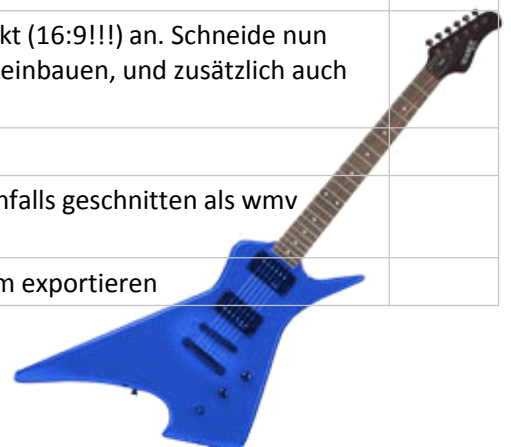 kt (16:9!!!) an. Schneide nun
einbauen, und zusätzlich auch
nfalls geschnitten als wmv
m exportieren